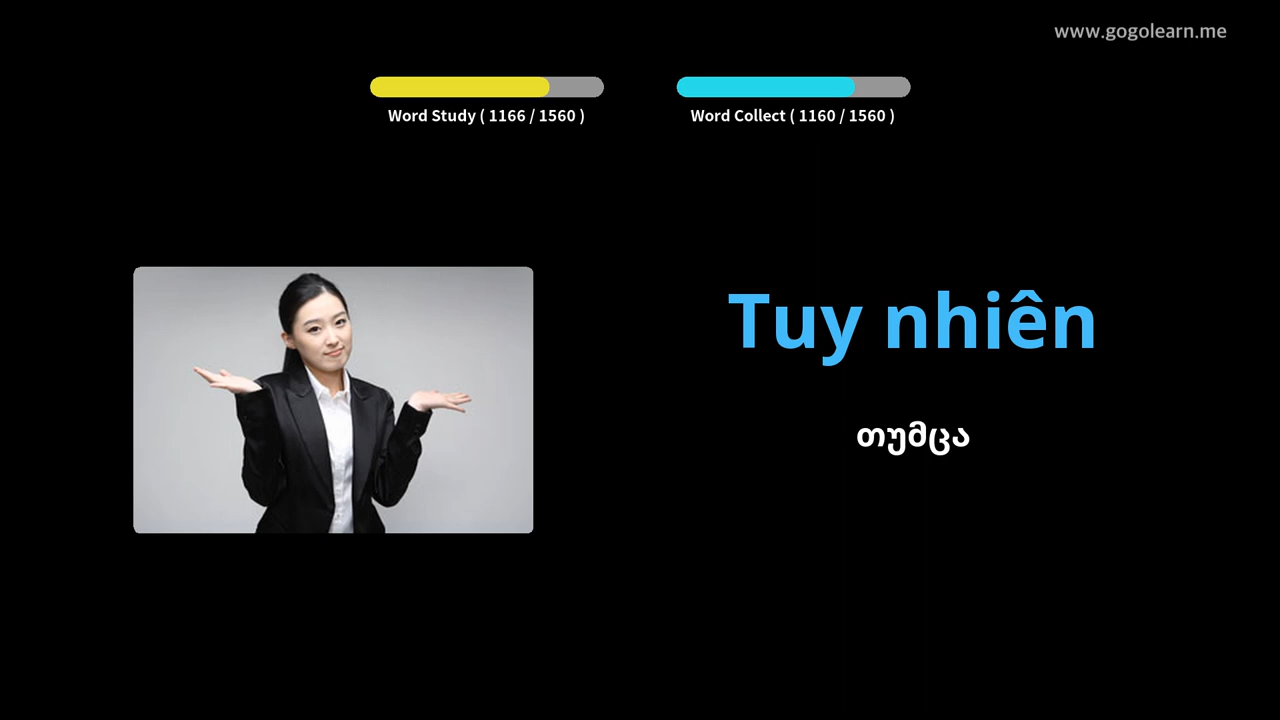 www.gogolearn.me
Word Study ( 1166 / 1560 )
Word Collect ( 1160 / 1560 )
Tuy nhiên
თუმცა